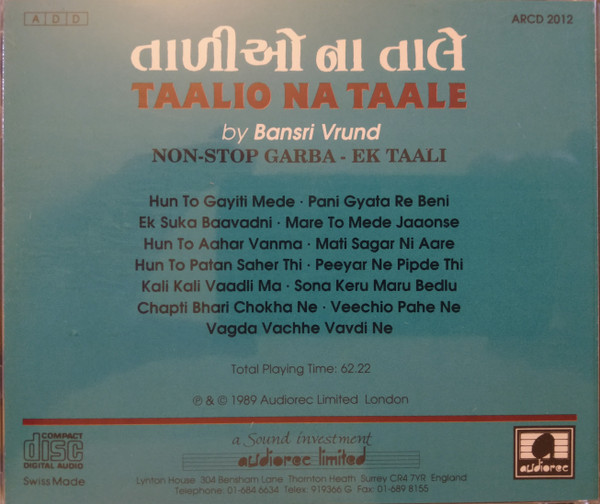 A D D
ARCD 2012
તાળીઓ ના તાલે
TAALIO NA TAALE
by Bansri Vrund
NON-STOP GARBA - EK TAALI
Hun To Gayiti Mede · Pani Gyata Re Beni
Ek Suka Baavadni · Mare To Mede Jaaonse
Hun To Aahar Vanma · Mati Sagar Ni Aare
Hun To Patan Saher Thi · Peeyar Ne Pipde Thi
Kali Kali Vaadli Ma · Sona Keru Maru Bedlu
Chapti Bhari Chokha Ne · Veechio Pahe Ne
Vagda Vachhe Vavdi Ne
Total Playing Time: 62.22
℗ & © 1989 Audiorec Limited London
COMPACT
disc
DIGITAL AUDIO
Swiss Made
a Sound investment
audiorec limited
Lynton House 304 Bensham Lane Thornton Heath Surrey CR4 7YR England
Telephone: 01-684 6634 Telex: 919366 G Fax: 01-689 8155
audiorec